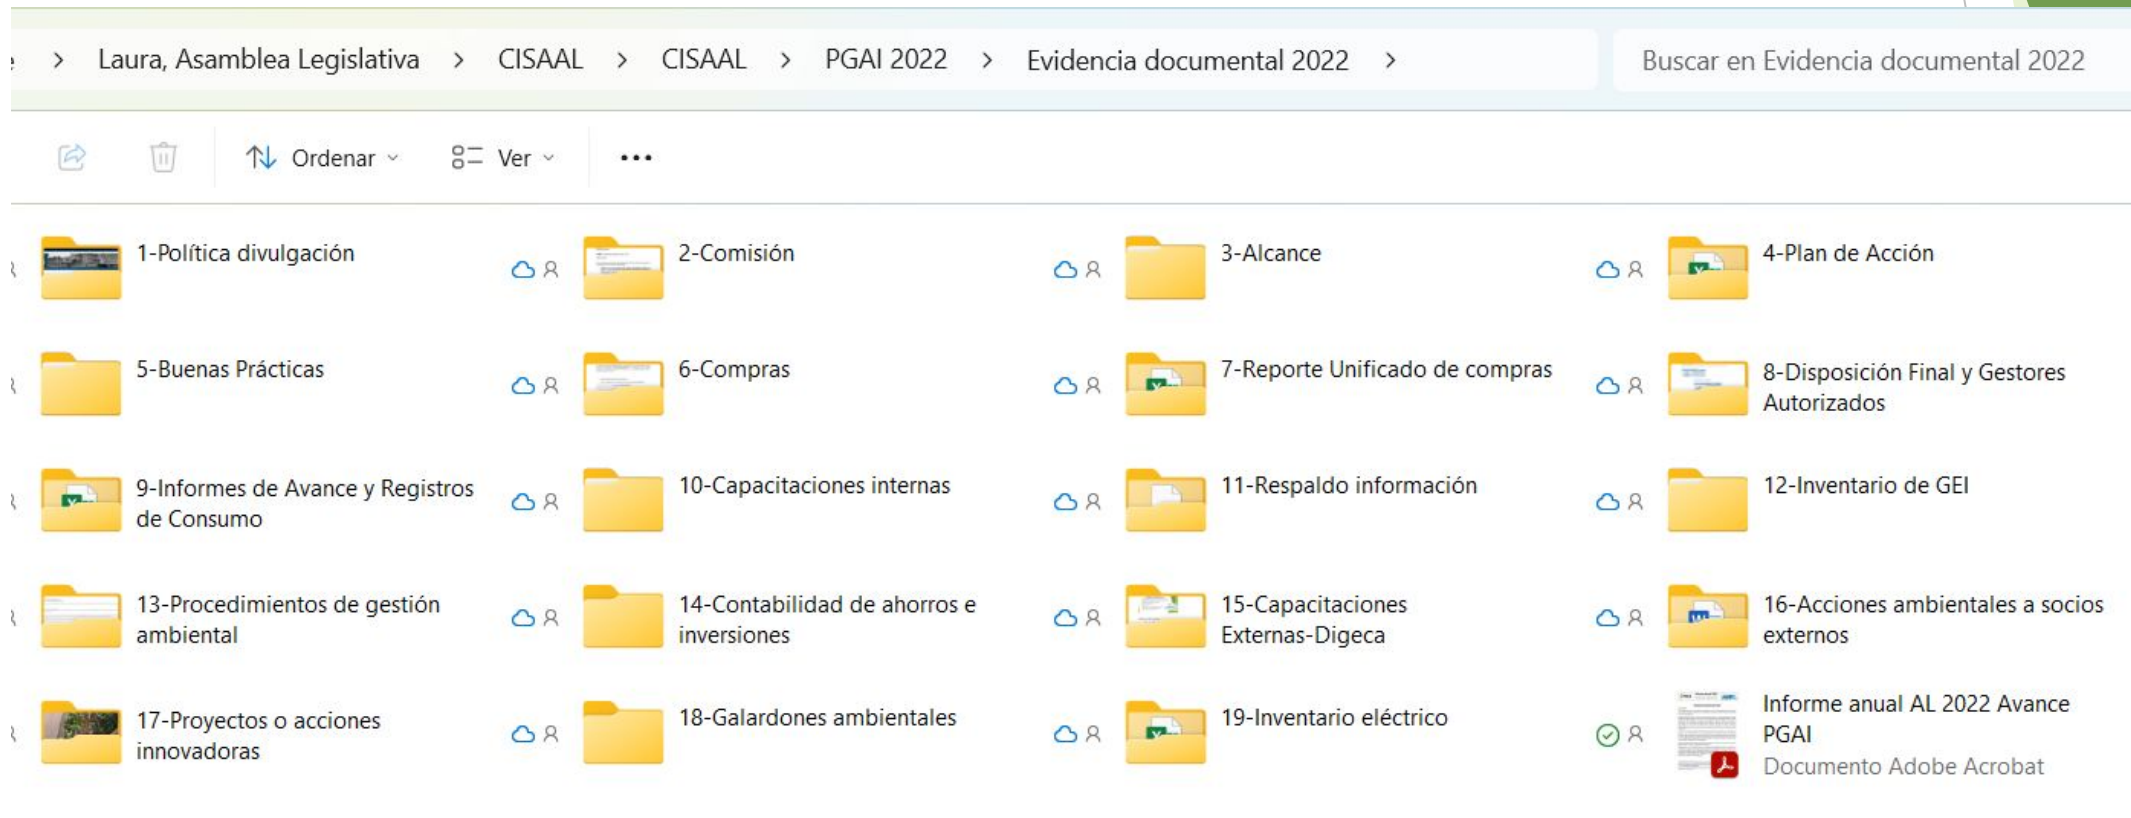 > Laura, Asamblea Legislativa > CISAAL > CISAAL > PGAI 2022 > Evidencia documental 2022 >
Buscar en Evidencia documental 2022
Ordenar
Ver
1-Política divulgación
2-Comisión
3-Alcance
4-Plan de Acción
5-Buenas Prácticas
6-Compras
7-Reporte Unificado de compras
8-Disposición Final y Gestores
Autorizados
9-Informes de Avance y Registros
de Consumo
10-Capacitaciones internas
11-Respaldo información
12-Inventario de GEI
13-Procedimientos de gestión
ambiental
14-Contabilidad de ahorros e
inversiones
15-Capacitaciones
Externas-Digeca
16-Acciones ambientales a socios
externos
17-Proyectos o acciones
innovadoras
18-Galardones ambientales
19-Inventario eléctrico
Informe anual AL 2022 Avance
PGAI
Documento Adobe Acrobat